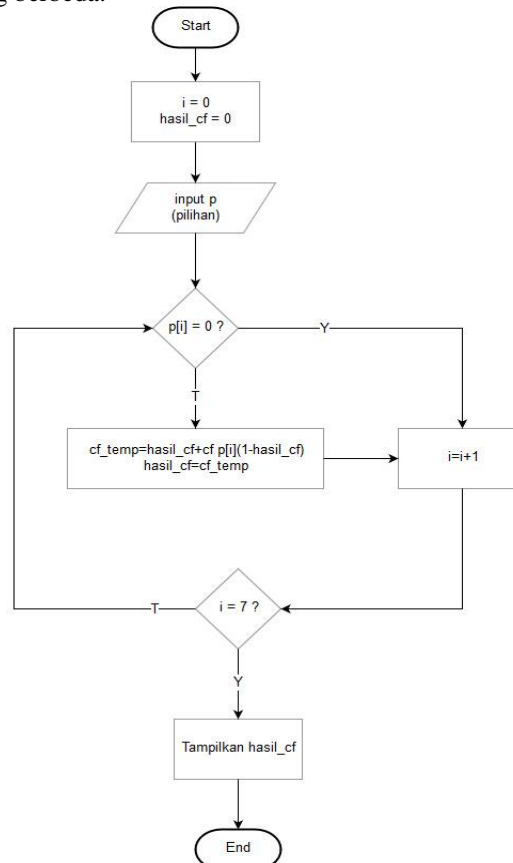 berbeda.
Start
i = 0
hasil_cf = 0
input p
(pilihan)
p[i] = 0 ?
Y
T
cf_temp=hasil_cf+cf p[i](1-hasil_cf)
hasil_cf=cf_temp
i=i+1
i = 7 ?
T
Y
Tampilkan hasil_cf
End